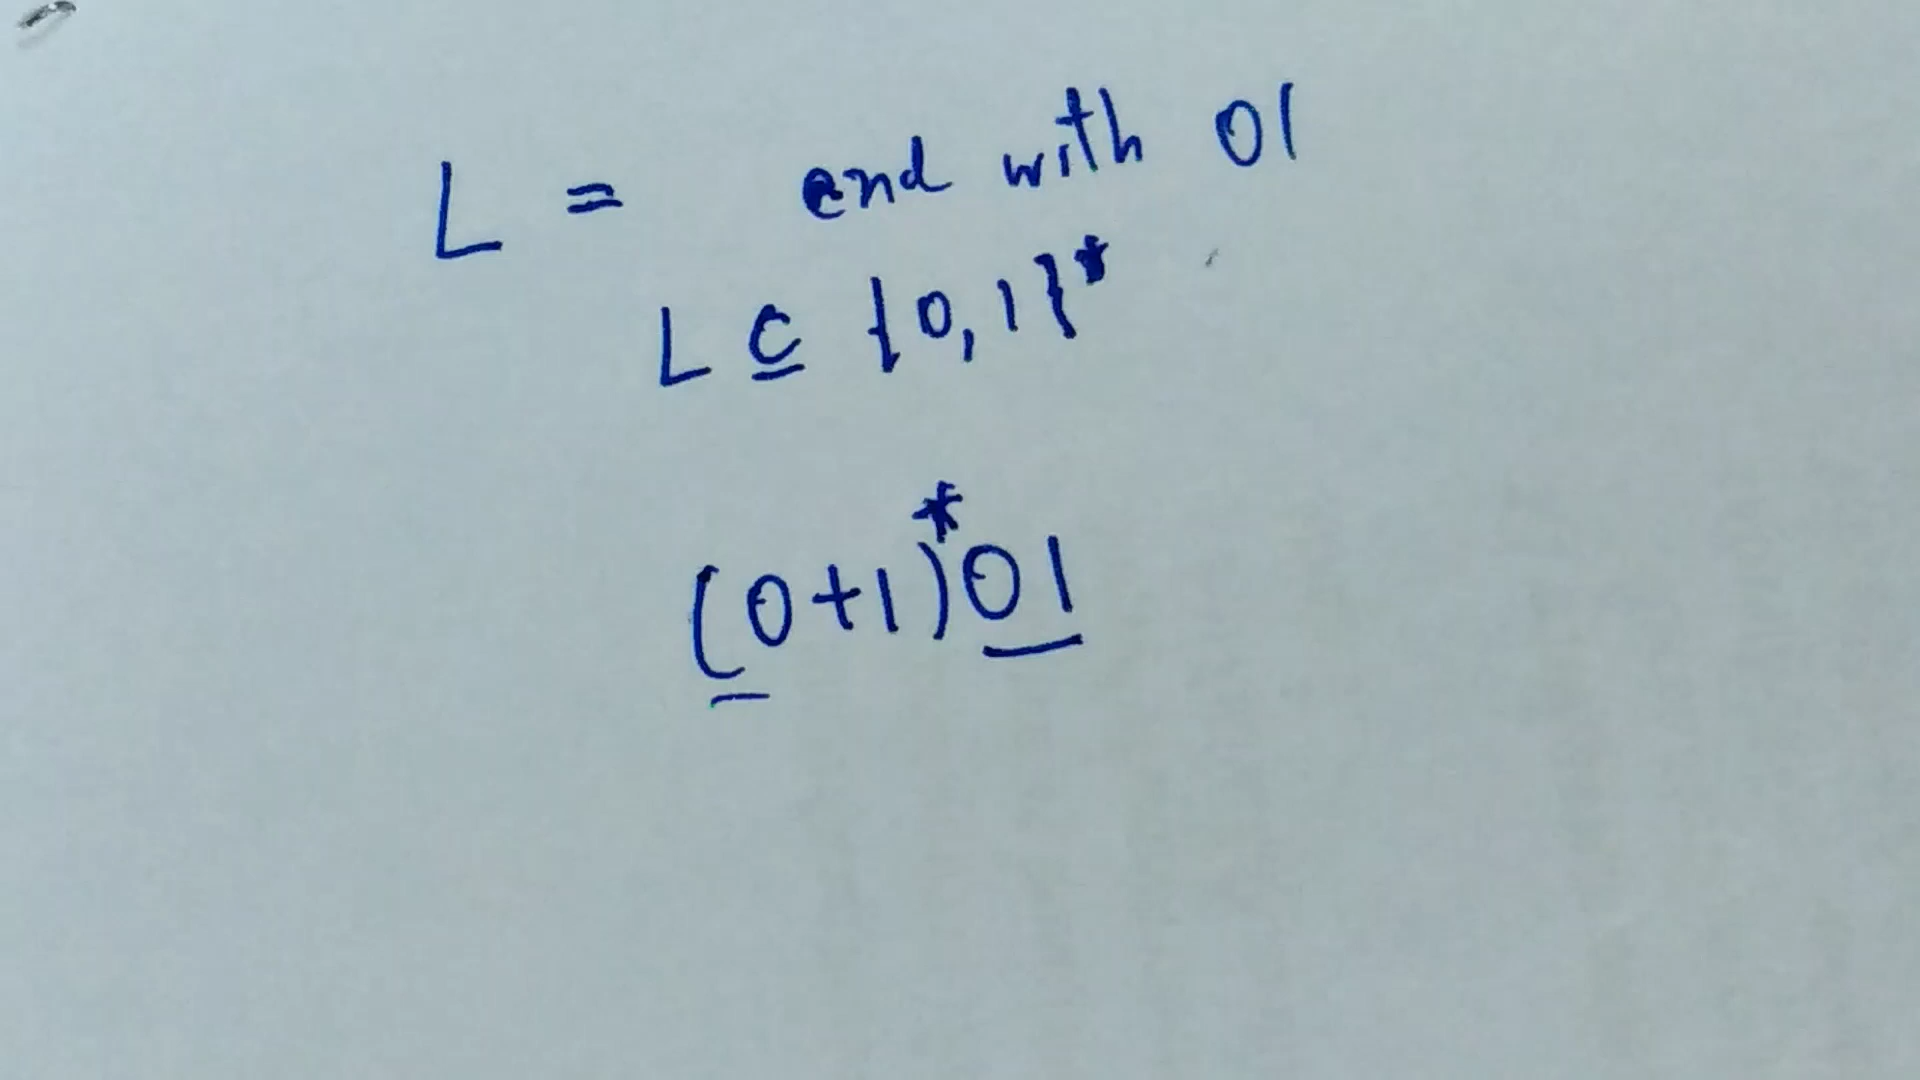 L = end with 01
L ⊆ {0,1}*
(0+1)*01